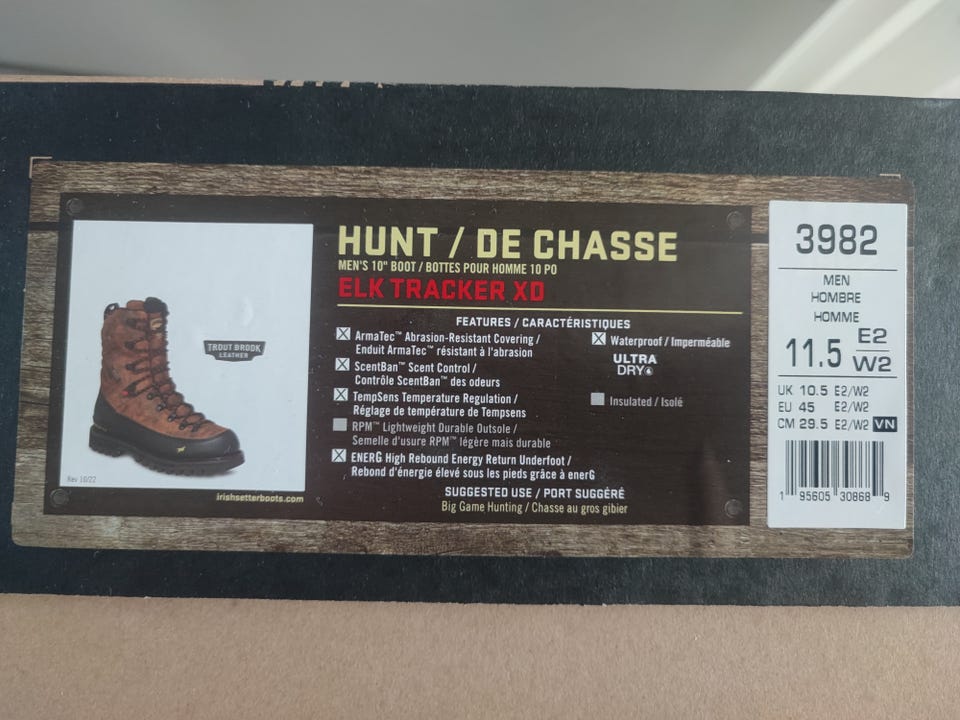 HUNT / DE CHASSE
MEN'S 10" BOOT / BOTTES POUR HOMME 10 PO
ELK TRACKER XD
TROUT BROOK
LEATHER
FEATURES / CARACTÉRISTIQUES
ArmaTec™ Abrasion-Resistant Covering /
Enduit ArmaTec™ résistant à l'abrasion
ScentBan™ Scent Control /
Contrôle ScentBan™ des odeurs
TempSens Temperature Regulation /
Réglage de température de Tempsens
RPM™ Lightweight Durable Outsole /
Semelle d'usure RPM™ légère mais durable
ENERG High Rebound Energy Return Underfoot /
Rebond d'énergie élevé sous les pieds grâce à enerG
Waterproof / Imperméable
ULTRA
DRY
Insulated / Isolé
SUGGESTED USE / PORT SUGGÉRÉ
Big Game Hunting / Chasse au gros gibier
Rev 10/22
irishsetterboots.com
3982
MEN
HOMBRE
HOMME
11.5 E2
W2
UK 10.5 E2/W2
EU 45 E2/W2
CM 29.5 E2/W2 VN
1 95605 30868 9